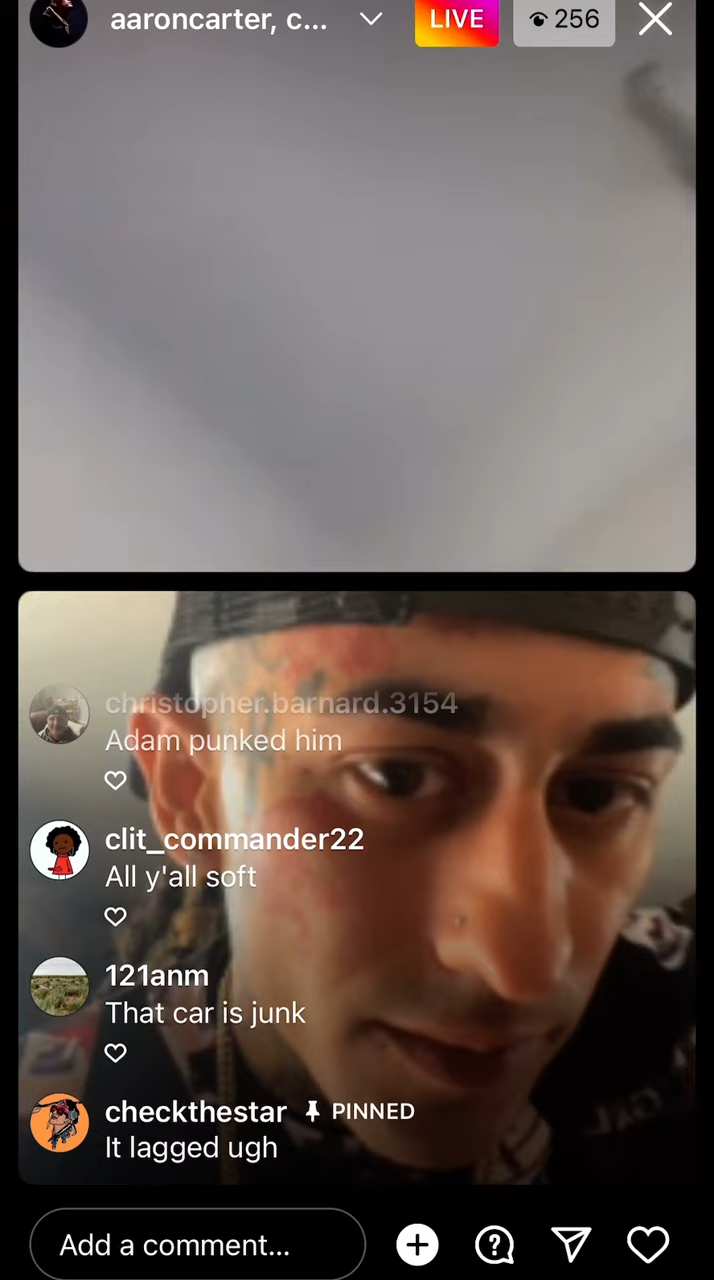 aaroncarter, c...
LIVE
256
christopher.barnard.3154
Adam punked him
clit_commander22
All y'all soft
121anm
That car is junk
checkthestar PINNED
It lagged ugh
Add a comment...